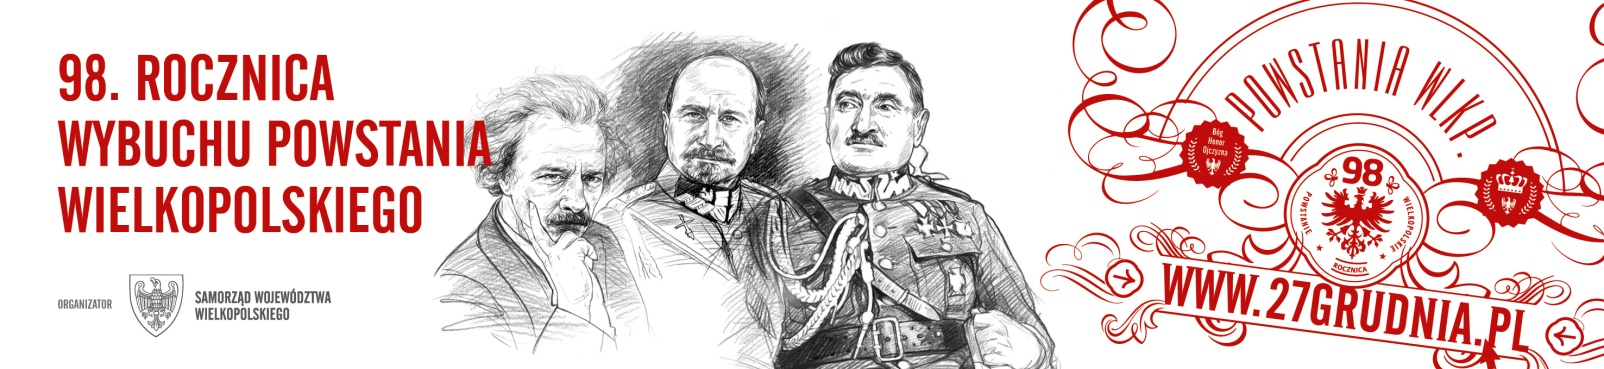 98. ROCZNICA
WYBUCHU POWSTANIA
WIELKOPOLSKIEGO
ORGANIZATOR
SAMORZĄD WOJEWÓDZTWA
WIELKOPOLSKIEGO
POWSTANIA WLKP.
Bóg
Honor
Ojczyzna
98
POWSTANIE
WIELKOPOLSKIE
ROCZNICA
WWW.27GRUDNIA.PL